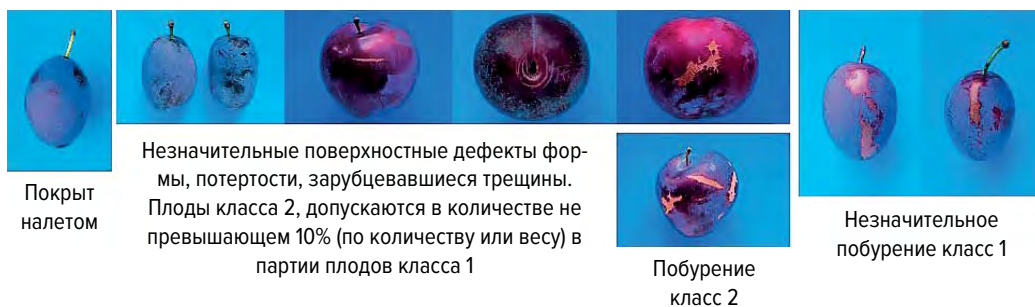 Покрыт
налетом
Незначительные поверхностные дефекты фор-
мы, потертости, зарубцевавшиеся трещины.
Плоды класса 2, допускаются в количестве не
превышающем 10% (по количеству или весу) в
партии плодов класса 1
Побурение
класс 2
Незначительное
побурение класс 1